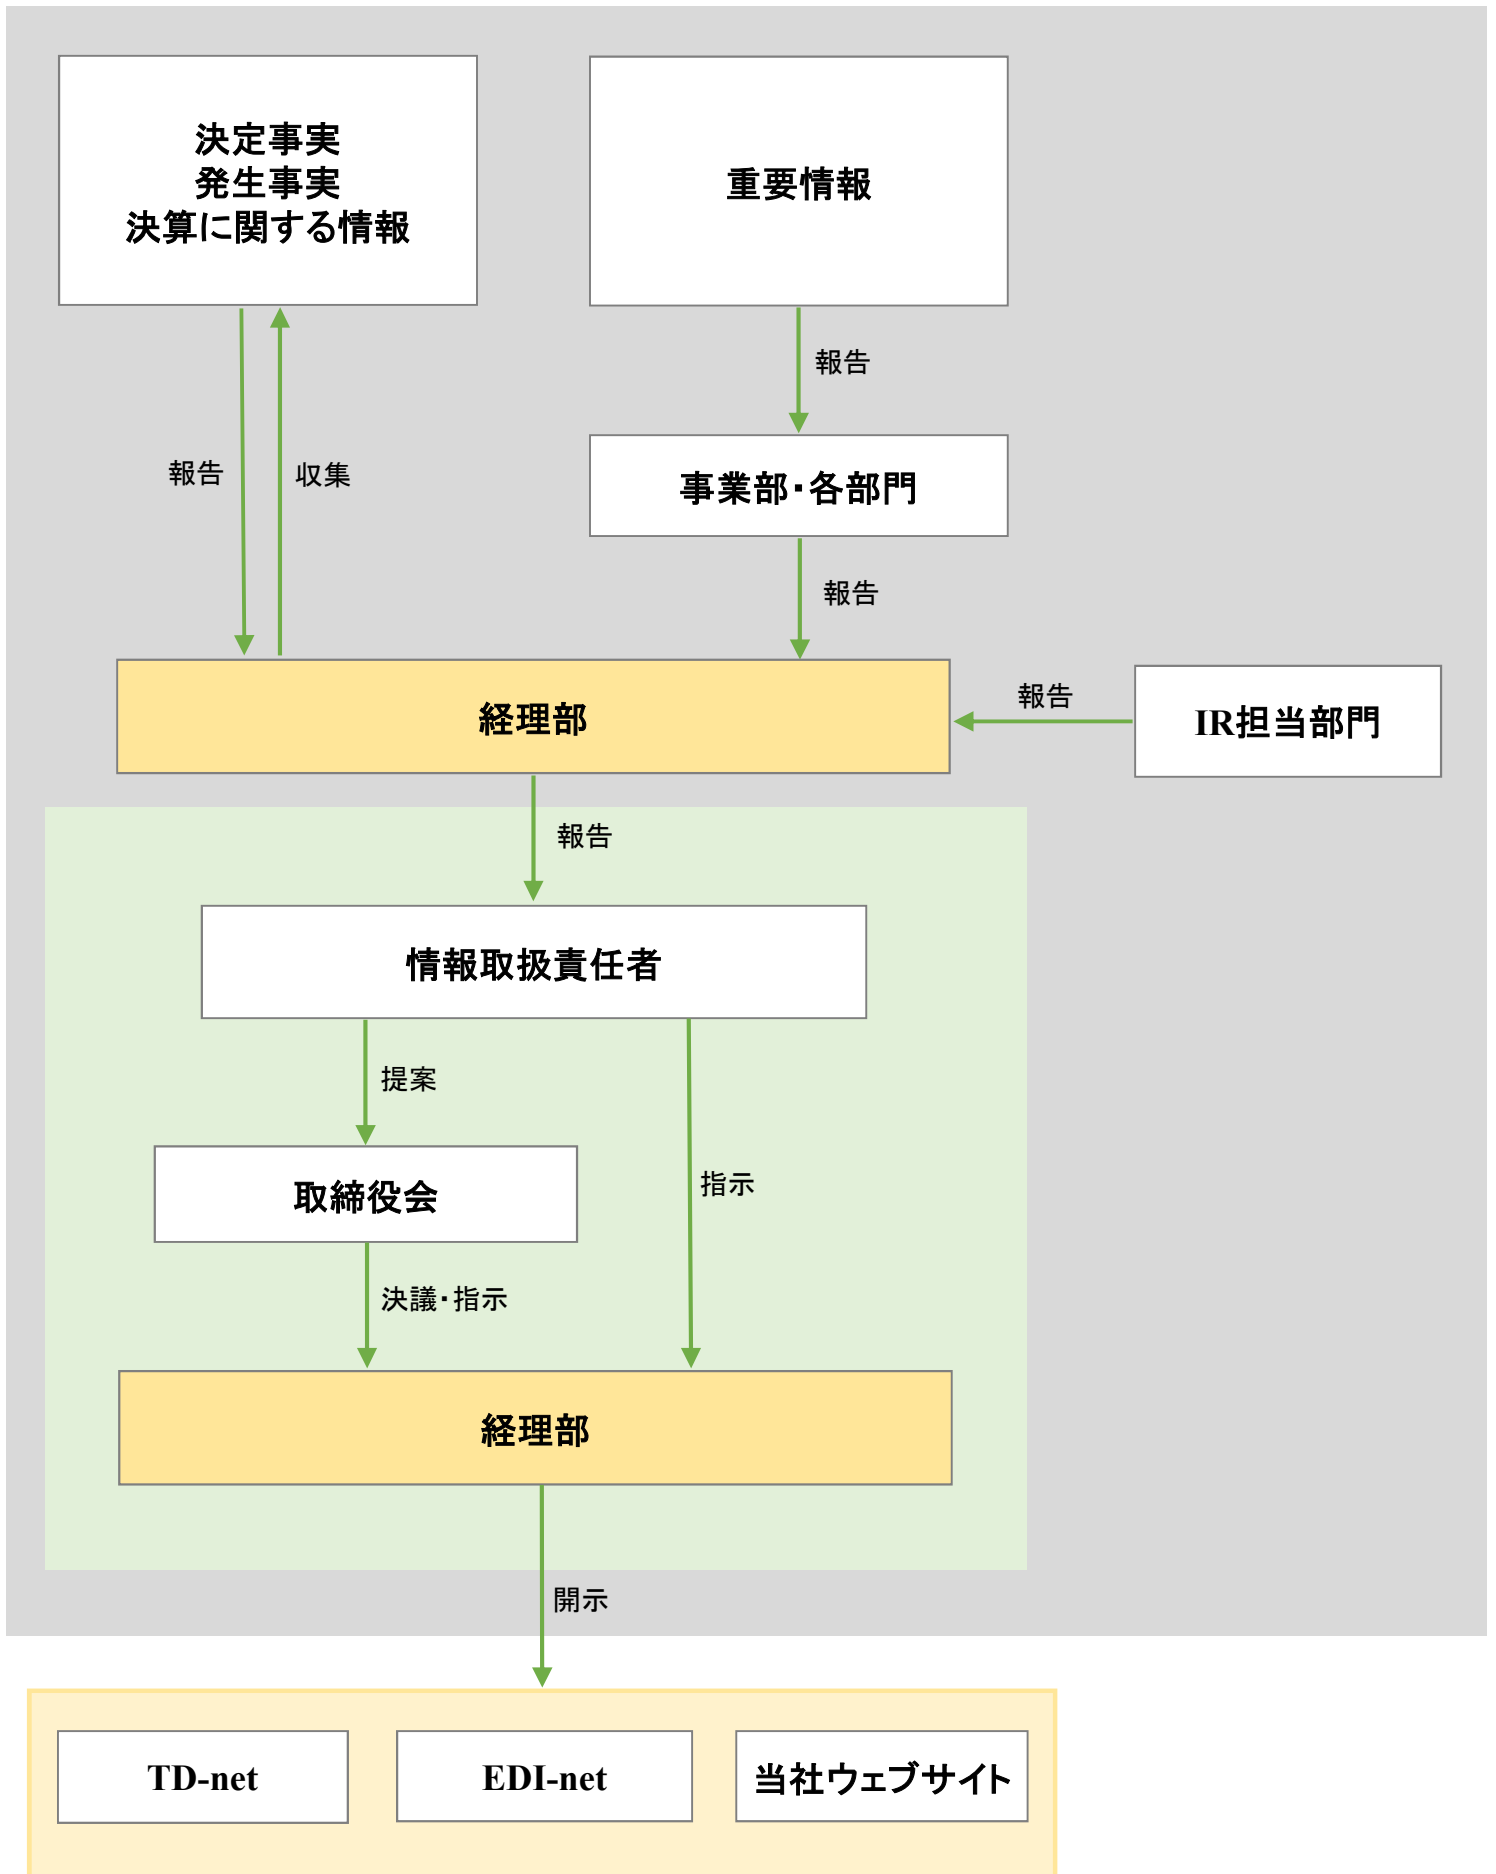 決定事実
発生事実
決算に関する情報
重要情報
報告
事業部・各部門
報告
収集
報告
経理部
報告
IR担当部門
報告
情報取扱責任者
提案
指示
取締役会
決議・指示
経理部
開示
TD-net
EDI-net
当社ウェブサイト